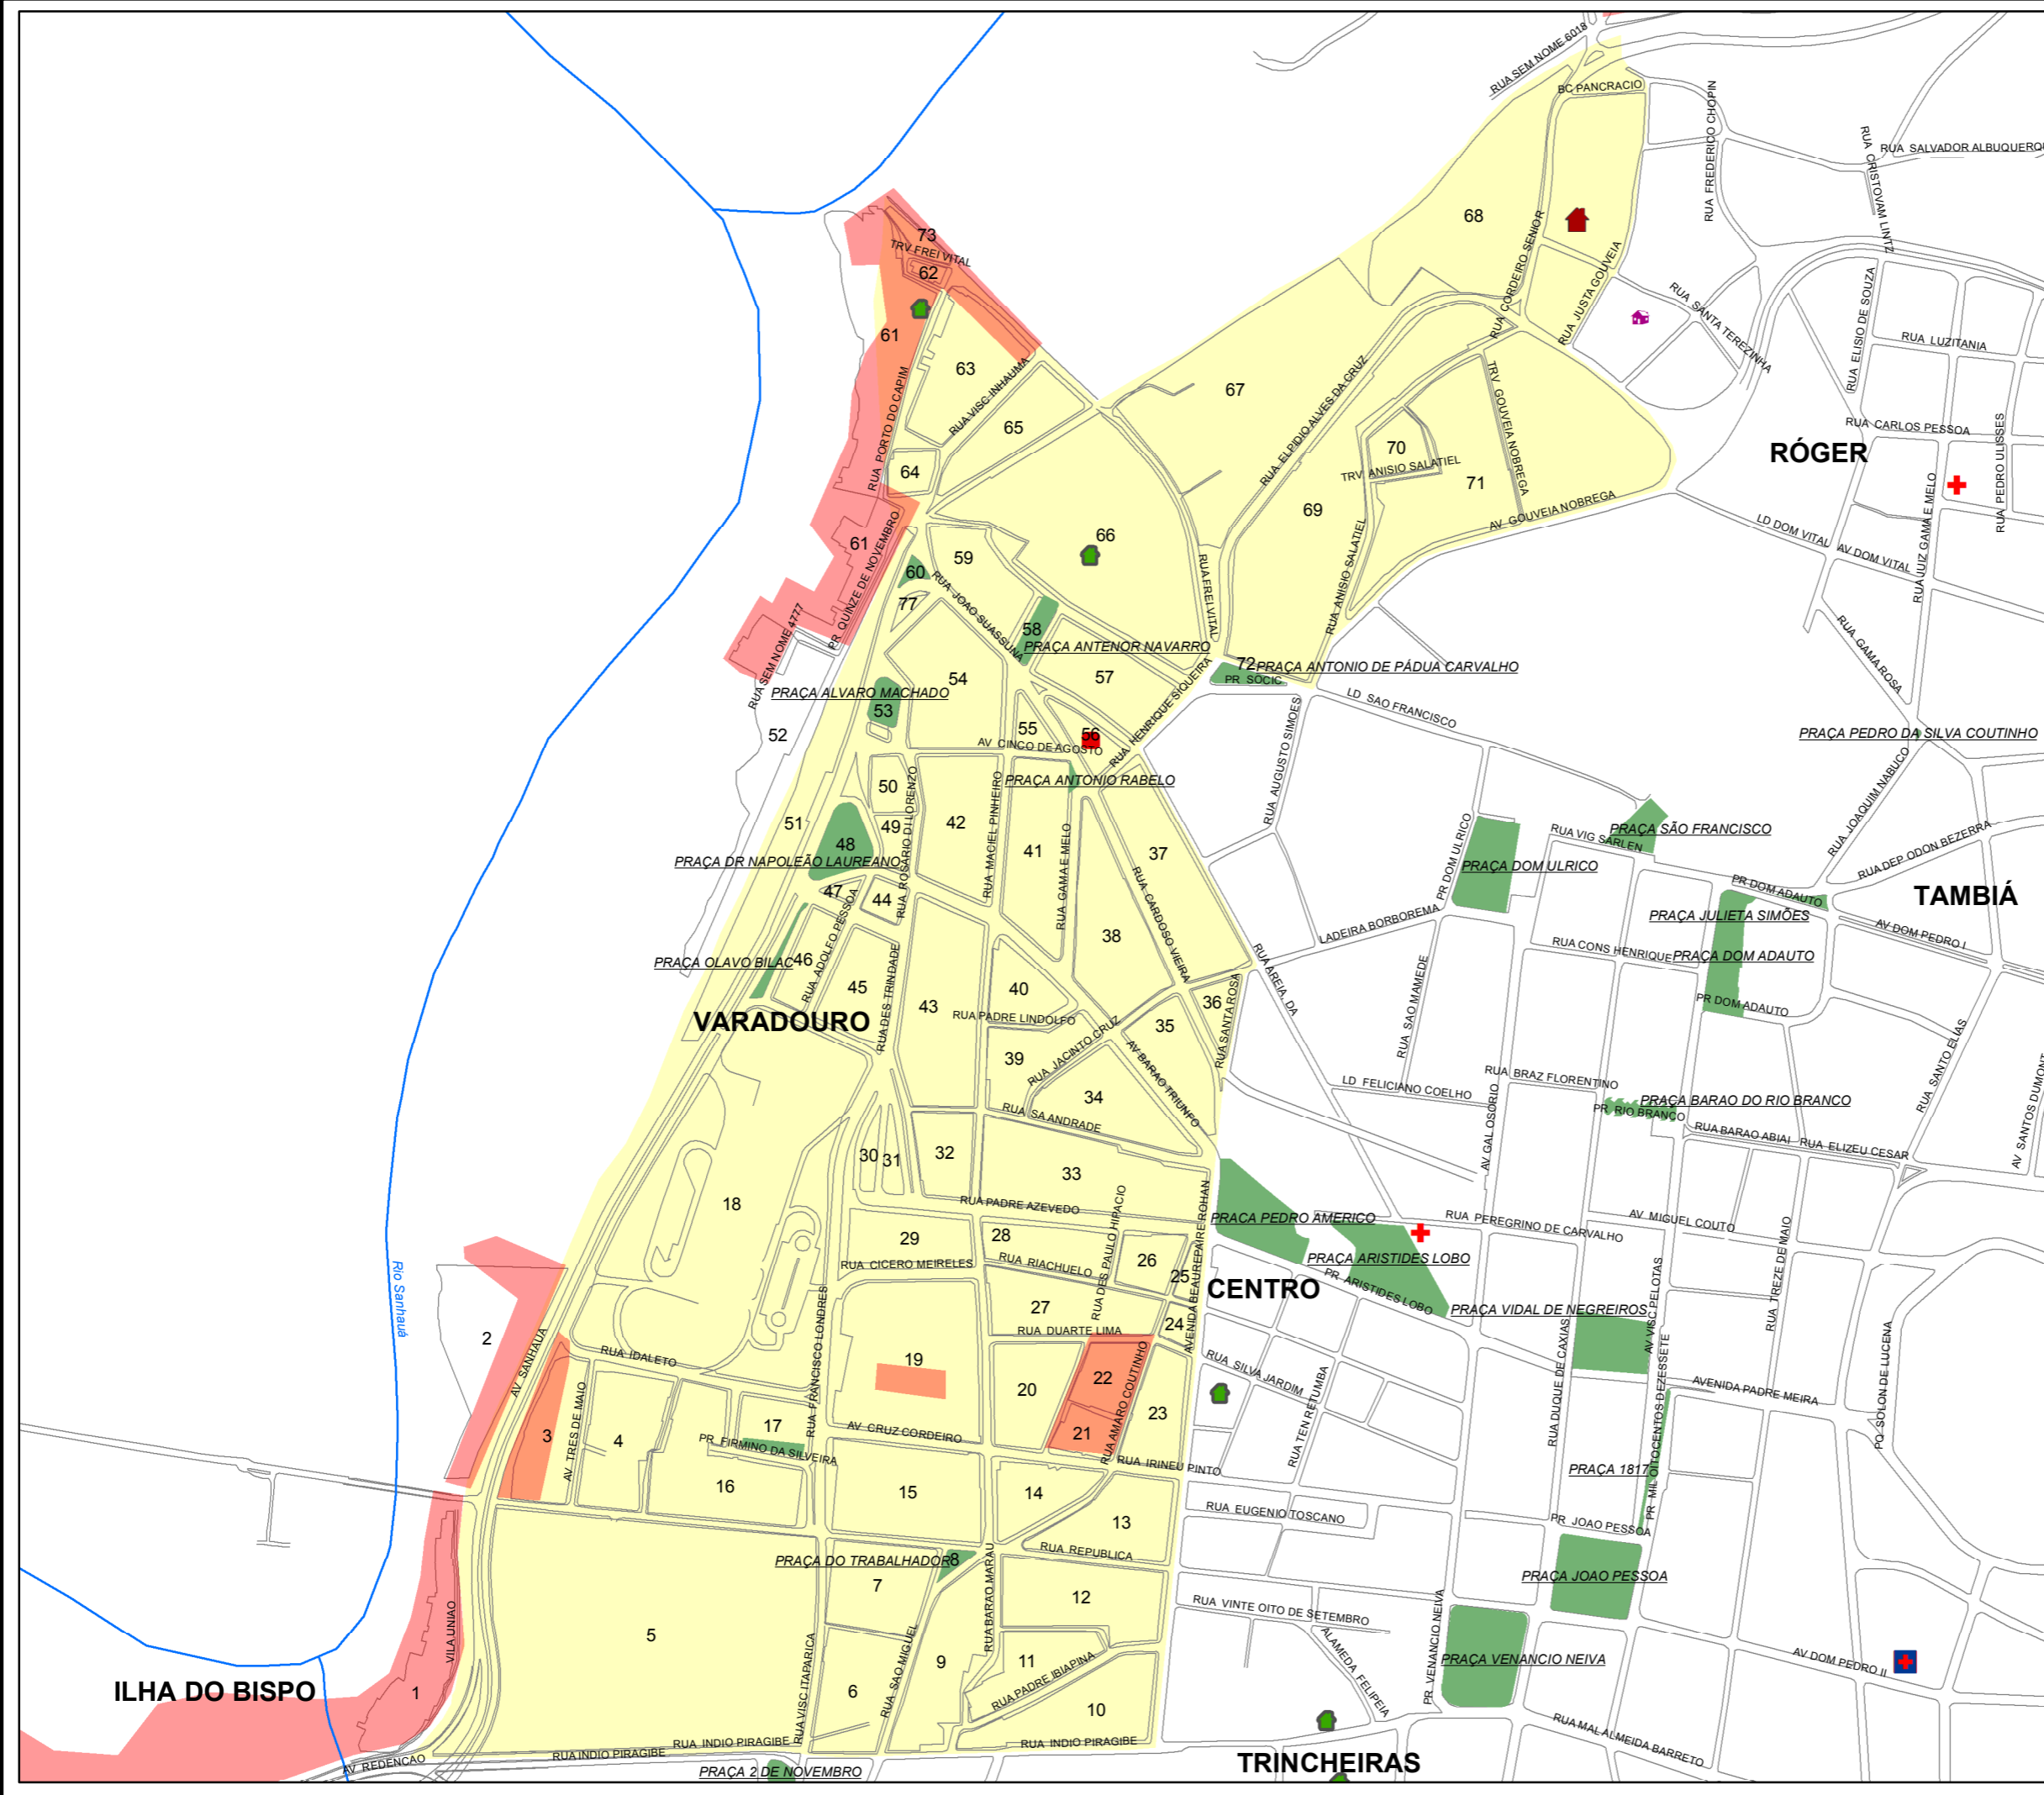 RUA SEM NOME 6018
BC PANCRACIO
RUA FREDERICO CHOPIN
RUA CRISTOVAM LINTZ
RUA SALVADOR ALBUQUERQU
68
73
TRV FREI VITAL
62
RUA CORDEIRO SENIOR
RUA JUSTA GOUVEIA
RUA SANTA TEREZINHA
RUA ELISIO DE SOUZA
RUA LUZITANIA
61
63
RUA VISC INHAUMA
RUA PORTO DO CAPIM
65
64
67
RUA ELPIDIO ALVES DA CRUZ
TRV GOUVEIA NOBREGA
70
TRV ANISIO SALATIEL
71
69
AV GOUVEIA NOBREGA
RUA CARLOS PESSOA
RÓGER
RUA PEDRO ULISSES
RUA JUIZ GAMA E MELO
LD DOM VITAL
AV DOM VITAL
61
PR QUINZE DE NOVEMBRO
59
66
60
77
RUA JOAO SUASSUNA
58
PRAÇA ANTENOR NAVARRO
RUA FREI VITAL
RUA ANISIO SALATIEL
RUA SEM NOME 4777
RUA GAMA ROSA
72
PRAÇA ANTONIO DE PÁDUA CARVALHO
PR SOCIC
57
54
PRAÇA ALVARO MACHADO
53
52
RUA HENRIQUE SIQUEIRA
LD SAO FRANCISCO
55
56
AV CINCO DE AGOSTO
RUA AUGUSTO SIMOES
PRAÇA PEDRO DA SILVA COUTINHO
PRAÇA ANTONIO RABELO
50
RUA ROSARIO DI LORENZO
RUA MACIEL PINHEIRO
51
49
42
48
41
37
RUA GAMA E MELO
PRAÇA DR NAPOLEÃO LAUREANO
RUA JOAQUIM NABUCO
RUA DEP ODON BEZERRA
PRAÇA SÃO FRANCISCO
RUA VIG SARLEN
PR DOM ULRICO
PRAÇA DOM ULRICO
47
44
RUA CARDOSO VIEIRA
PR DOM ADAUTO
TAMBIÁ
PRAÇA JULIETA SIMÕES
AV DOM PEDRO I
LADEIRA BORBOREMA
RUA CONS HENRIQUE
PRAÇA DOM ADAUTO
PR DOM ADAUTO
38
RUA ADOLFO PESSOA
PRAÇA OLAVO BILAC
46
45
RUA DES TRINDADE
43
40
36
RUA AREIA, DA
RUA SANTA ROSA
RUA SAO MAMEDE
VARADOURO
RUA PADRE LINDOLFO
35
39
RUA JACINTO CRUZ
AV BARAO TRIUNFO
34
RUA SA ANDRADE
RUA SANTO ELIAS
AV SANTOS DUMONT
LD FELICIANO COELHO
RUA BRAZ FLORENTINO
AV GAL OSORIO
PRAÇA BARAO DO RIO BRANCO
PR RIO BRANCO
RUA BARAO ABIAI
RUA ELIZEU CESAR
30
31
32
33
18
RUA PADRE AZEVEDO
RUA DES PAULO HIPACIO
AVENIDA BEAUREPAIRE ROHAN
PRAÇA PEDRO AMERICO
RUA PEREGRINO DE CARVALHO
AV MIGUEL COUTO
29
28
RUA CICERO MEIRELES
RUA RIACHUELO
26
25
PRAÇA ARISTIDES LOBO
PR ARISTIDES LOBO
CENTRO
Rio Sanhauá
27
RUA DUARTE LIMA
24
PRAÇA VIDAL DE NEGREIROS
AV VISC PELOTAS
RUA TREZE DE MAIO
2
AV SANHAUA
RUA IDALETO
RUA FRANCISCO LONDRES
19
20
22
RUA AMARO COUTINHO
RUA SILVA JARDIM
RUA TEN RETUMBA
RUA DUQUE DE CAXIAS
AVENIDA PADRE MEIRA
PQ SOLON DE LUCENA
3
AV TRES DE MAIO
4
17
PR FIRMINO DA SILVEIRA
AV CRUZ CORDEIRO
21
23
RUA IRINEU PINTO
PRAÇA 1817
PR MIL OITOCENTOS DEZESSETE
16
15
14
13
RUA EUGENIO TOSCANO
PR JOAO PESSOA
PRAÇA DO TRABALHADOR
8
RUA REPUBLICA
7
RUA BARAO MARAU
12
RUA VINTE OITO DE SETEMBRO
PRAÇA JOAO PESSOA
VILA UNIAO
5
RUA VISC ITAPARICA
RUA SAO MIGUEL
9
11
RUA PADRE IBIAPINA
ALAMEDA FELIPEIA
PR VENANCIO NEIVA
PRAÇA VENANCIO NEIVA
AV DOM PEDRO II
ILHA DO BISPO
1
6
10
RUA MAL ALMEIDA BARRETO
AV REDENCAO
RUA INDIO PIRAGIBE
RUA INDIO PIRAGIBE
RUA INDIO PIRAGIBE
TRINCHEIRAS
PRAÇA 2 DE NOVEMBRO